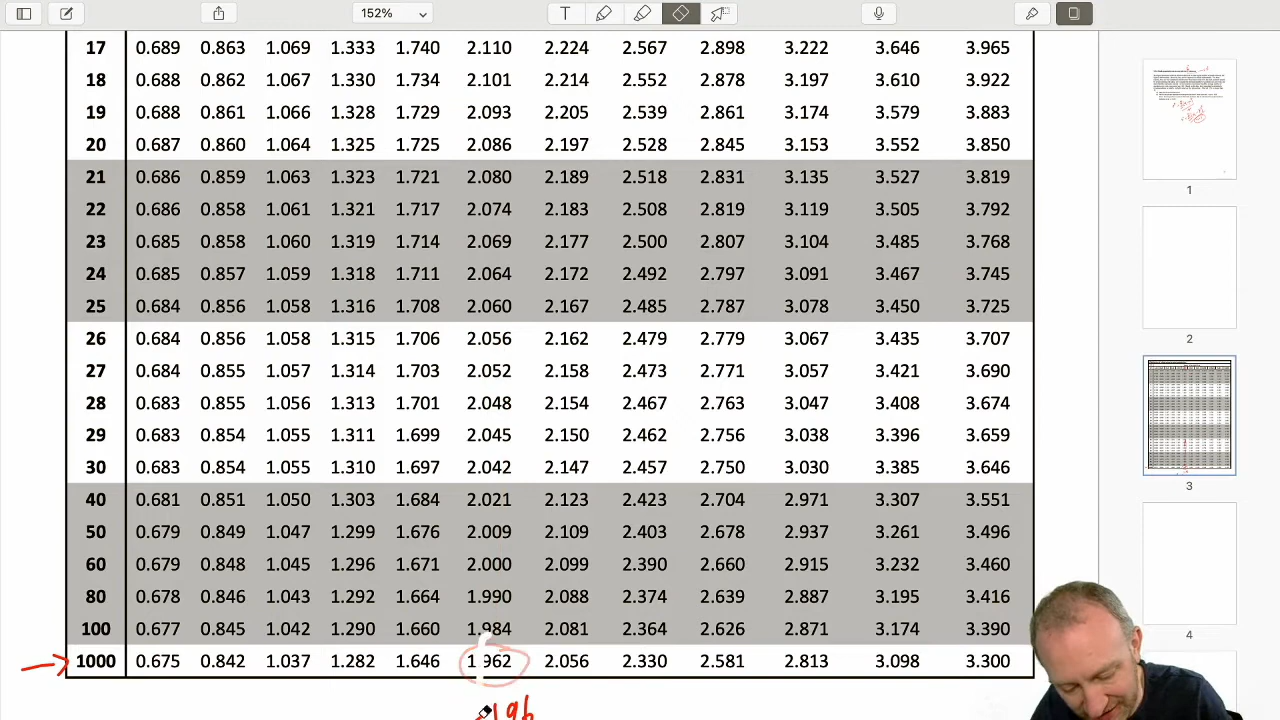 152%
T
17 0.689 0.863 1.069 1.333 1.740 2.110 2.224 2.567 2.898 3.222 3.646 3.965
18 0.688 0.862 1.067 1.330 1.734 2.101 2.214 2.552 2.878 3.197 3.610 3.922
19 0.688 0.861 1.066 1.328 1.729 2.093 2.205 2.539 2.861 3.174 3.579 3.883
20 0.687 0.860 1.064 1.325 1.725 2.086 2.197 2.528 2.845 3.153 3.552 3.850
21 0.686 0.859 1.063 1.323 1.721 2.080 2.189 2.518 2.831 3.135 3.527 3.819
22 0.686 0.858 1.061 1.321 1.717 2.074 2.183 2.508 2.819 3.119 3.505 3.792
23 0.685 0.858 1.060 1.319 1.714 2.069 2.177 2.500 2.807 3.104 3.485 3.768
24 0.685 0.857 1.059 1.318 1.711 2.064 2.172 2.492 2.797 3.091 3.467 3.745
25 0.684 0.856 1.058 1.316 1.708 2.060 2.167 2.485 2.787 3.078 3.450 3.725
26 0.684 0.856 1.058 1.315 1.706 2.056 2.162 2.479 2.779 3.067 3.435 3.707
27 0.684 0.855 1.057 1.314 1.703 2.052 2.158 2.473 2.771 3.057 3.421 3.690
28 0.683 0.855 1.056 1.313 1.701 2.048 2.154 2.467 2.763 3.047 3.408 3.674
29 0.683 0.854 1.055 1.311 1.699 2.045 2.150 2.462 2.756 3.038 3.396 3.659
30 0.683 0.854 1.055 1.310 1.697 2.042 2.147 2.457 2.750 3.030 3.385 3.646
40 0.681 0.851 1.050 1.303 1.684 2.021 2.123 2.423 2.704 2.971 3.307 3.551
50 0.679 0.849 1.047 1.299 1.676 2.009 2.109 2.403 2.678 2.937 3.261 3.496
60 0.679 0.848 1.045 1.296 1.671 2.000 2.099 2.390 2.660 2.915 3.232 3.460
80 0.678 0.846 1.043 1.292 1.664 1.990 2.088 2.374 2.639 2.887 3.195 3.416
100 0.677 0.845 1.042 1.290 1.660 1.984 2.081 2.364 2.626 2.871 3.174 3.390
1000 0.675 0.842 1.037 1.282 1.646 1 962 2.056 2.330 2.581 2.813 3.098 3.300
1
2
3
4